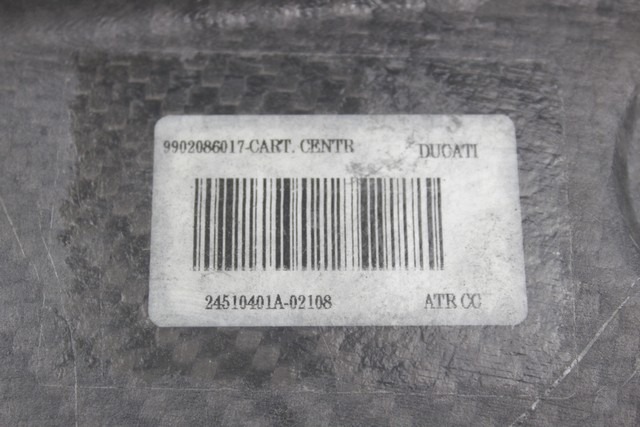 9902086017-CART. CENTR DUCATI
24510401A-02108 ATR CC